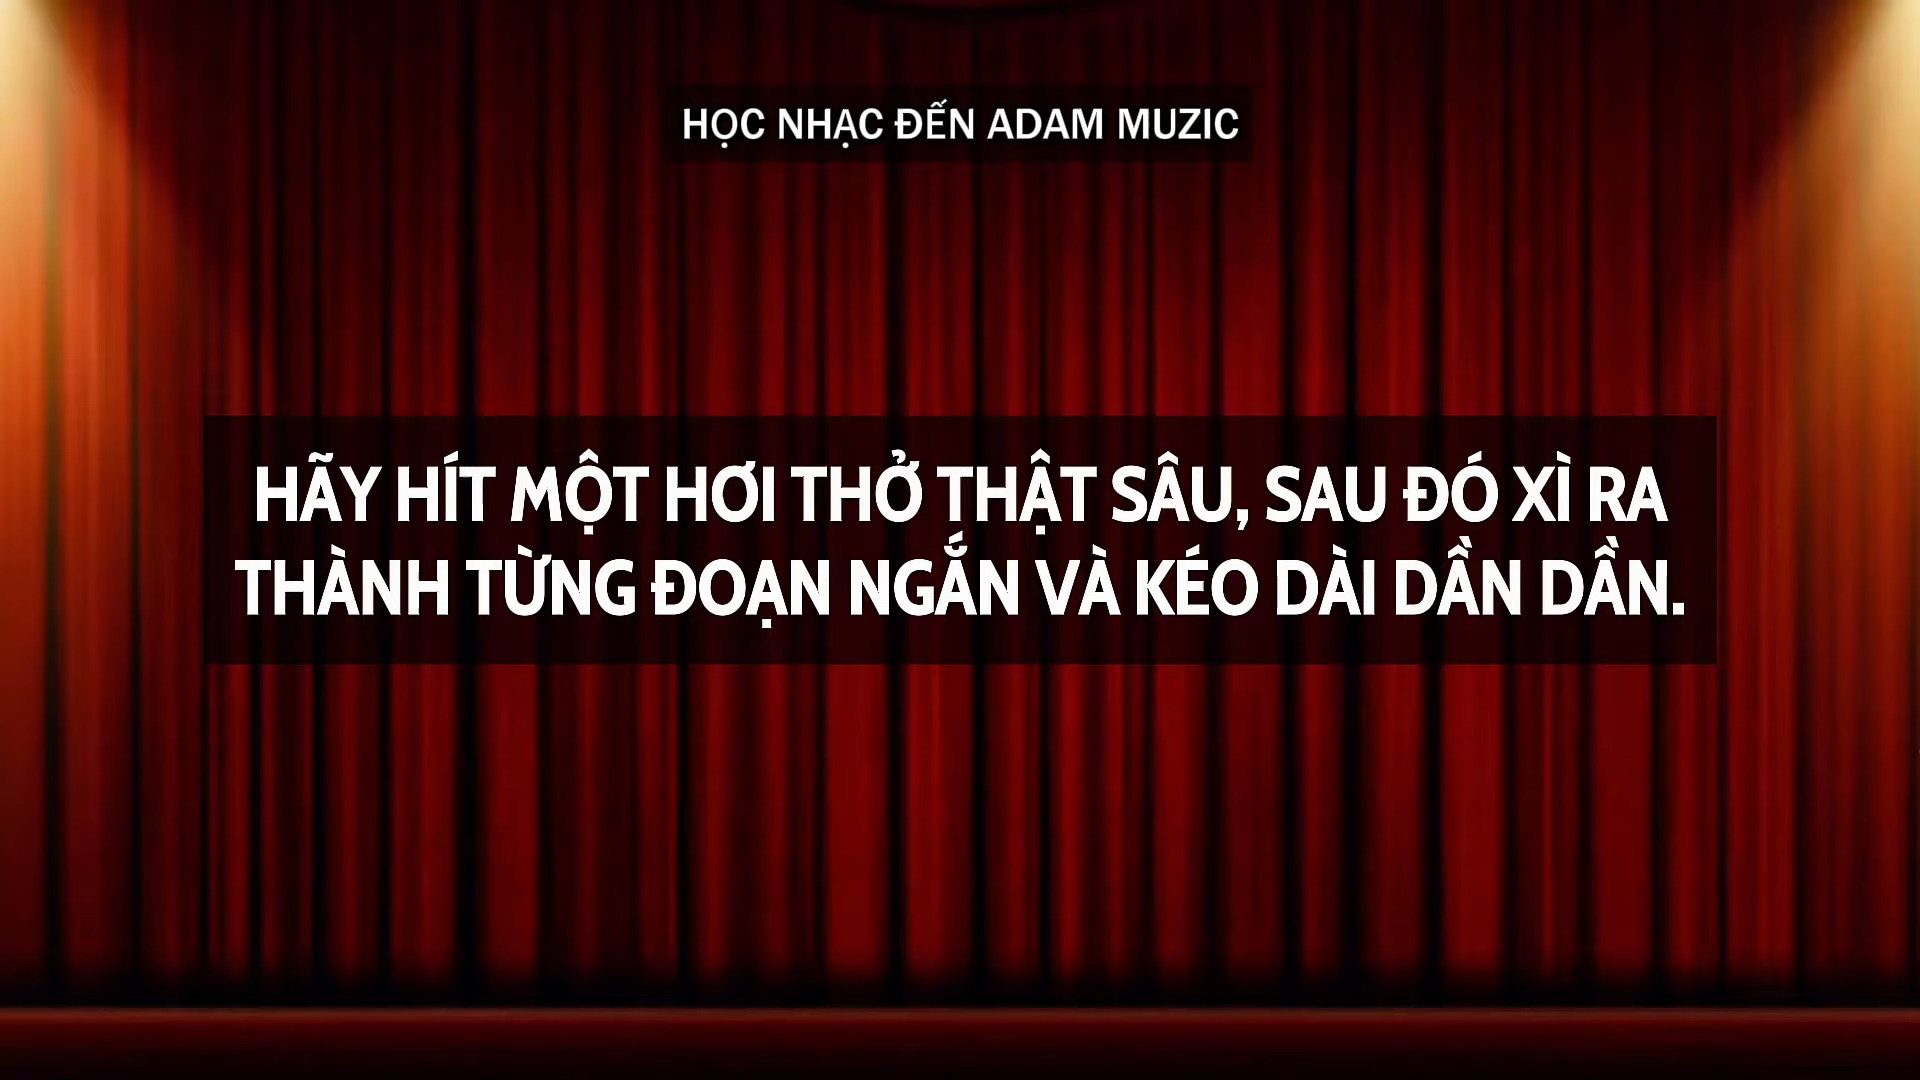 HỌC NHẠC ĐẾN ADAM MUZIC
HÃY HÍT MỘT HƠI THỞ THẬT SÂU, SAU ĐÓ XÌ RA
THÀNH TỪNG ĐOẠN NGẮN VÀ KÉO DÀI DẦN DẦN.